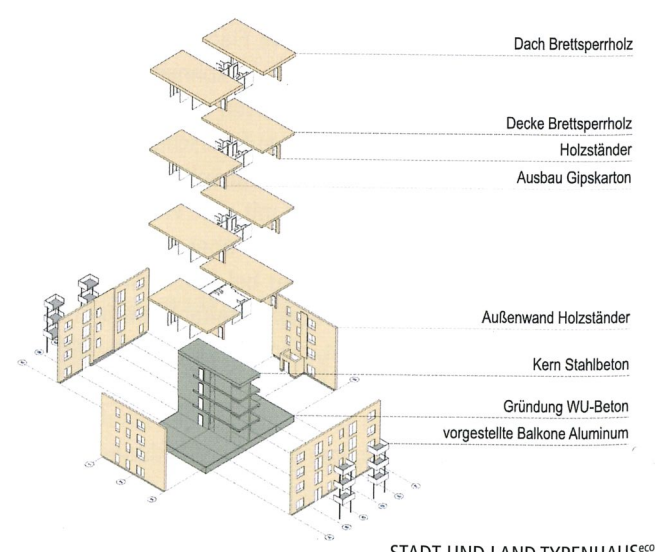 Dach Brettsperrholz
Decke Brettsperrholz
Holzständer
Ausbau Gipskarton
Außenwand Holzständer
Kern Stahlbeton
Gründung WU-Beton
vorgestellte Balkone Aluminum
STADT UND LAND TYPENHAUSeco